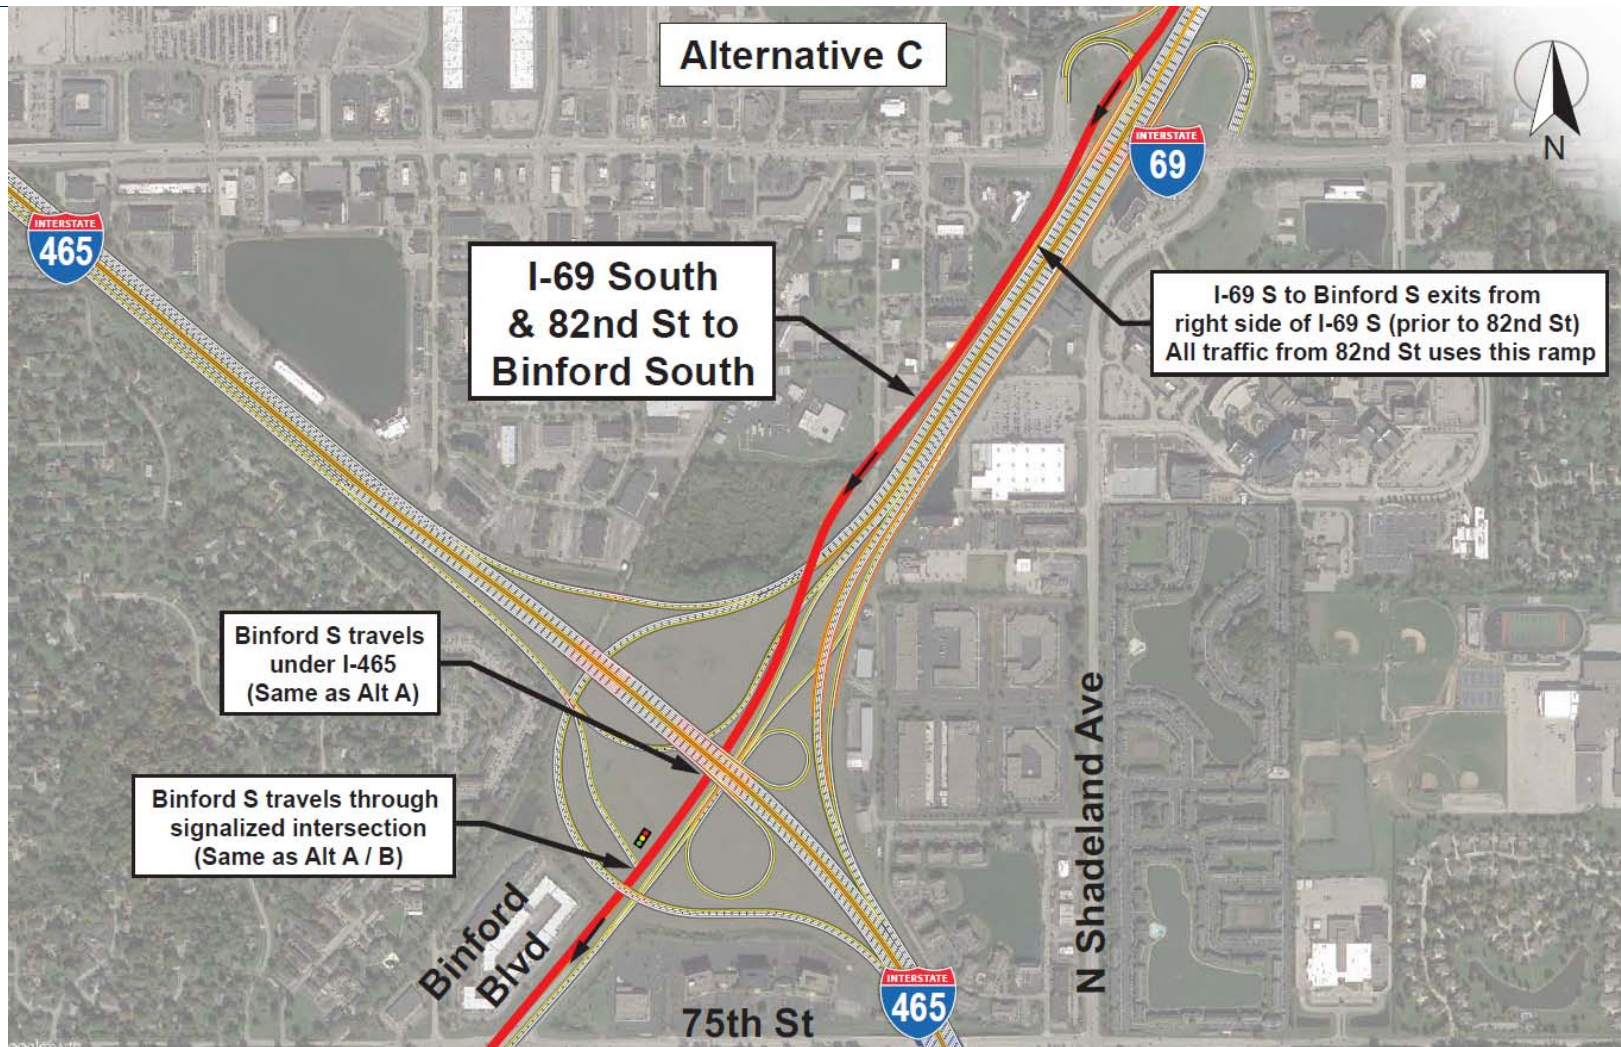 Alternative C
N
INTERSTATE
69
INTERSTATE
465
I-69 South
& 82nd St to
Binford South
I-69 S to Binford S exits from
right side of I-69 S (prior to 82nd St)
All traffic from 82nd St uses this ramp
Binford S travels
under I-465
(Same as Alt A)
Binford S travels through
signalized intersection
(Same as Alt A / B)
N Shadeland Ave
Binford
Blvd
INTERSTATE
465
75th St